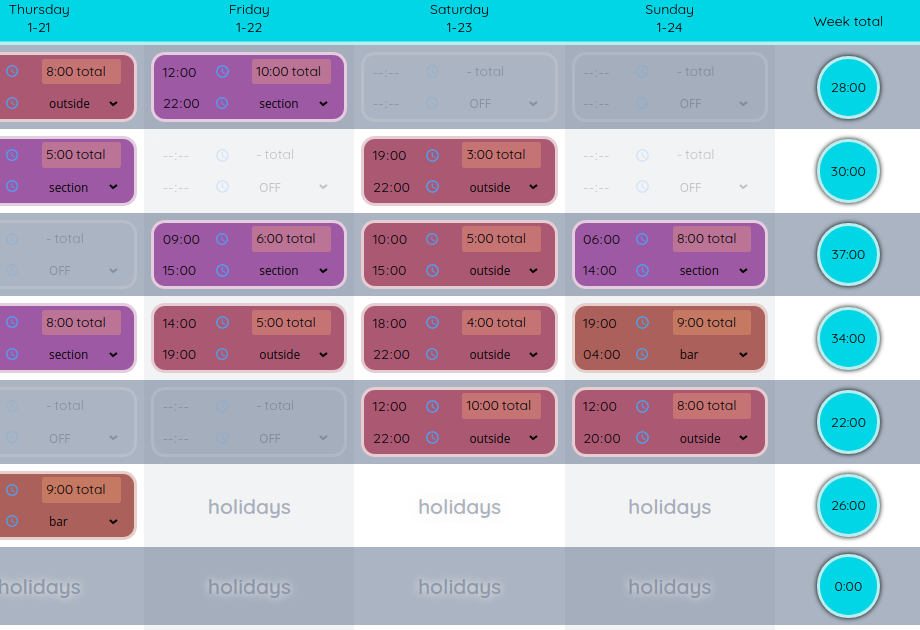 Thursday Friday Saturday Sunday
1-21 1-22 1-23 1-24 Week total
8:00 total 12:00 10:00 total --:-- - total --:-- - total 28:00
outside 22:00 section --:-- OFF --:-- OFF
5:00 total --:-- - total 19:00 3:00 total --:-- - total 30:00
section --:-- OFF 22:00 outside --:-- OFF
- total 09:00 6:00 total 10:00 5:00 total 06:00 8:00 total 37:00
OFF 15:00 section 15:00 outside 14:00 section
8:00 total 14:00 5:00 total 18:00 4:00 total 19:00 9:00 total 34:00
section 19:00 outside 22:00 outside 04:00 bar
- total --:-- - total 12:00 10:00 total 12:00 8:00 total 22:00
OFF --:-- OFF 22:00 outside 20:00 outside
9:00 total holidays holidays holidays 26:00
bar
holidays holidays holidays holidays 0:00